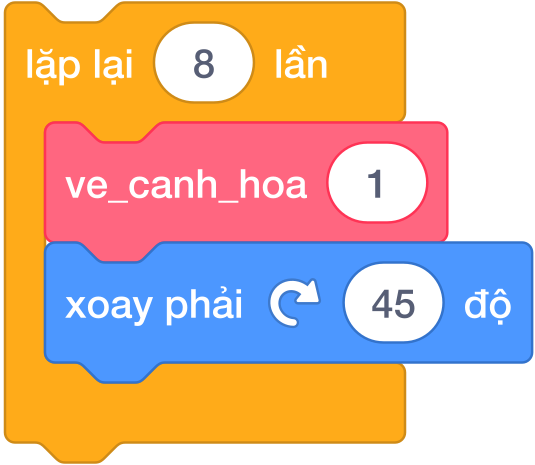 lặp lại 8 lần
ve_canh_hoa 1
xoay phải 45 độ